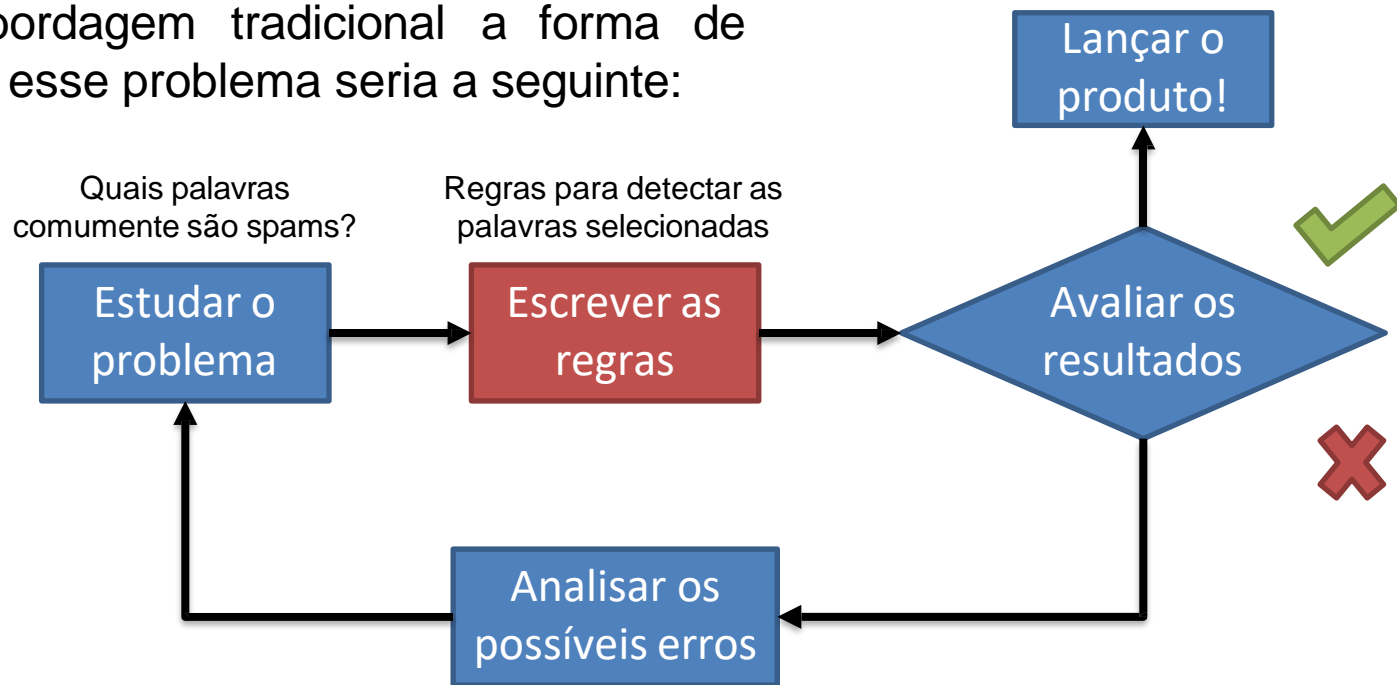 bordagem tradicional a forma de
esse problema seria a seguinte:
Lançar o
produto!
Quais palavras
comumente são spams?
Regras para detectar as
palavras selecionadas
Estudar o
problema
Escrever as
regras
Avaliar os
resultados
Analisar os
possíveis erros